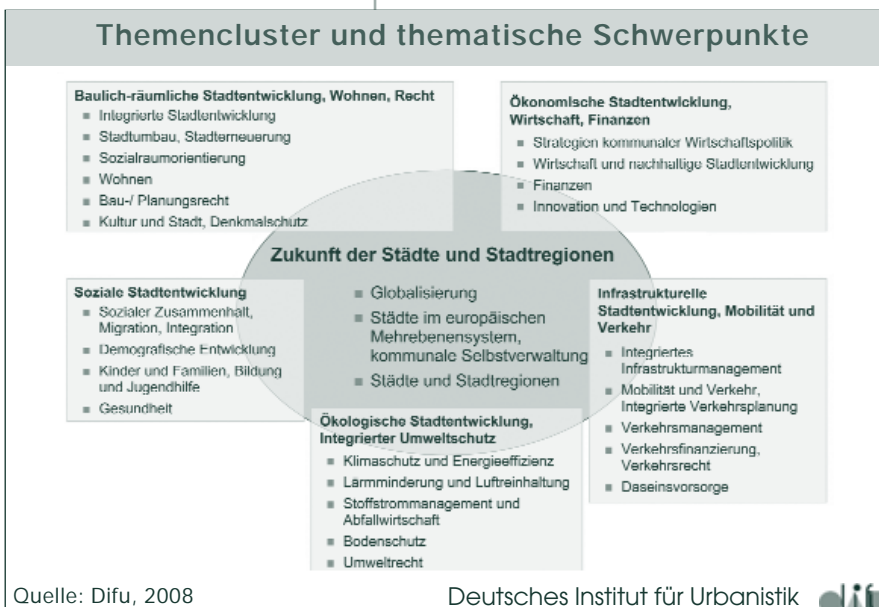 Themencluster und thematische Schwerpunkte
Baulich-räumliche Stadtentwicklung, Wohnen, Recht
Integrierte Stadtentwicklung
Stadtumbau, Stadterneuerung
Sozialraumorientierung
Wohnen
Bau-/ Planungsrecht
Kultur und Stadt, Denkmalschutz
Ökonomische Stadtentwicklung,
Wirtschaft, Finanzen
Strategien kommunaler Wirtschaftspolitik
Wirtschaft und nachhaltige Stadtentwicklung
Finanzen
Innovation und Technologien
Zukunft der Städte und Stadtregionen
Globalisierung
Städte im europäischen
Mehrebenensystem,
kommunale Selbstverwaltung
Städte und Stadtregionen
Soziale Stadtentwicklung
Sozialer Zusammenhalt,
Migration, Integration
Demografische Entwicklung
Kinder und Familien, Bildung
und Jugendhilfe
Gesundheit
Infrastrukturelle
Stadtentwicklung, Mobilität und
Verkehr
Integriertes
Infrastrukturmanagement
Mobilität und Verkehr,
Integrierte Verkehrsplanung
Verkehrsmanagement
Verkehrsfinanzierung,
Verkehrsrecht
Daseinsvorsorge
Ökologische Stadtentwicklung,
Integrierter Umweltschutz
Klimaschutz und Energieeffizienz
Lärmminderung und Luftreinhaltung
Stoffstrommanagement und
Abfallwirtschaft
Bodenschutz
Umweltrecht
Quelle: Difu, 2008
Deutsches Institut für Urbanistik